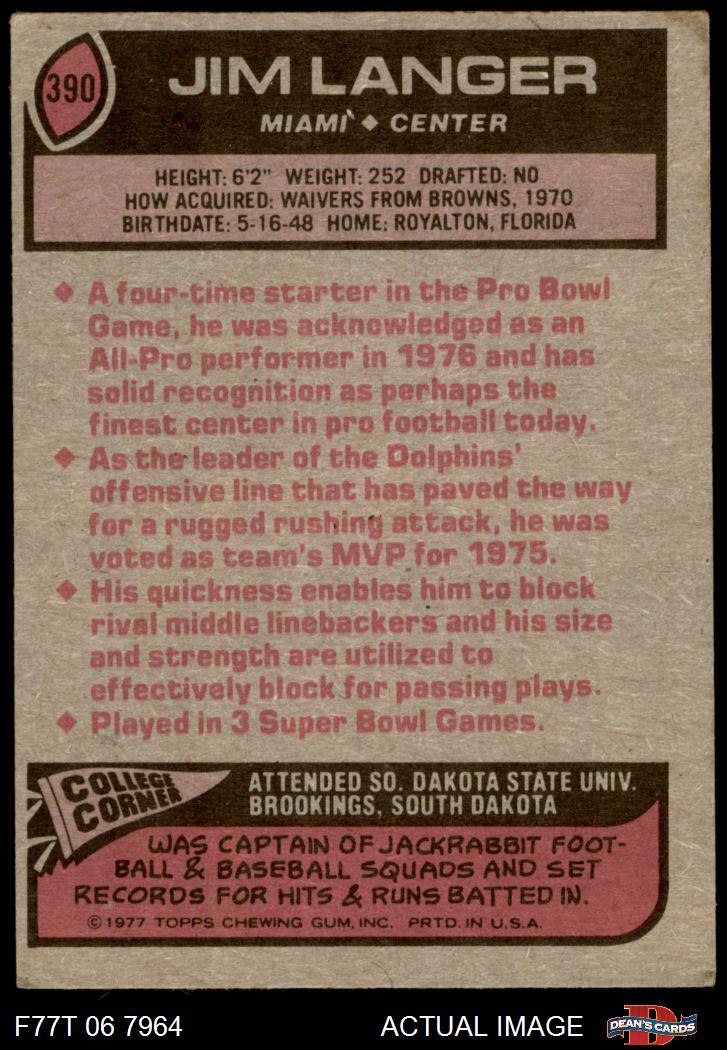 390
JIM LANGER
MIAMI ◆ CENTER
HEIGHT: 6'2" WEIGHT: 252 DRAFTED: NO
HOW ACQUIRED: WAIVERS FROM BROWNS, 1970
BIRTHDATE: 5-16-48 HOME: ROYALTON, FLORIDA
◆ A four-time starter in the Pro Bowl
Game, he was acknowledged as an
All-Pro performer in 1976 and has
solid recognition as perhaps the
finest center in pro football today.
◆ As the leader of the Dolphins'
offensive line that has paved the way
for a rugged rushing attack, he was
voted as team's MVP for 1975.
◆ His quickness enables him to block
rival middle linebackers and his size
and strength are utilized to
effectively block for passing plays.
◆ Played in 3 Super Bowl Games.
COLLEGE
CORNER
ATTENDED SO. DAKOTA STATE UNIV.
BROOKINGS, SOUTH DAKOTA
WAS CAPTAIN OF JACKRABBIT FOOT-
BALL & BASEBALL SQUADS AND SET
RECORDS FOR HITS & RUNS BATTED IN.
© 1977 TOPPS CHEWING GUM, INC. PRTD. IN U.S.A.
F77T 06 7964
ACTUAL IMAGE
D
DEAN'S CARDS